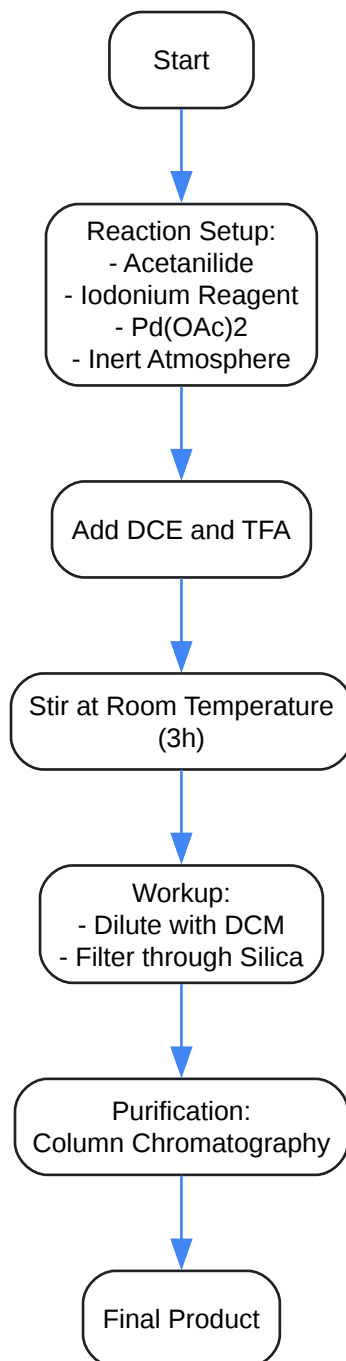 Start
Reaction Setup:
- Acetanilide
- Iodonium Reagent
- Pd(OAc)2
- Inert Atmosphere
Add DCE and TFA
Stir at Room Temperature
(3h)
Workup:
- Dilute with DCM
- Filter through Silica
Purification:
Column Chromatography
Final Product